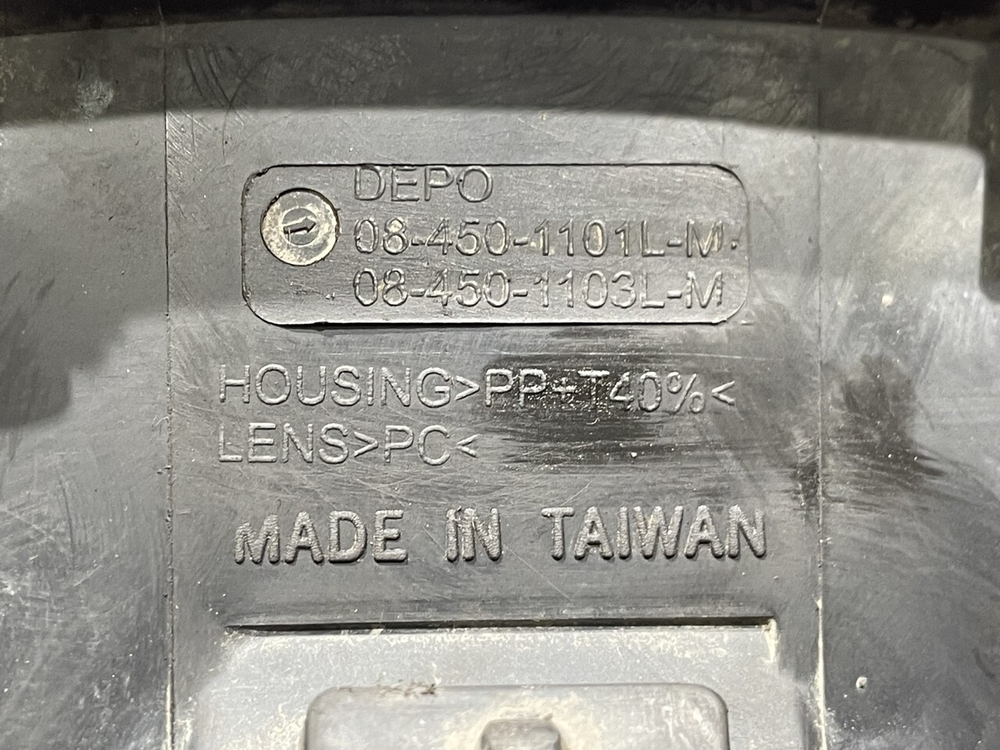 DEPO
08-450-1101L-M
08-450-1103L-M
HOUSING>PP+T40%<
LENS>PC<
MADE IN TAIWAN